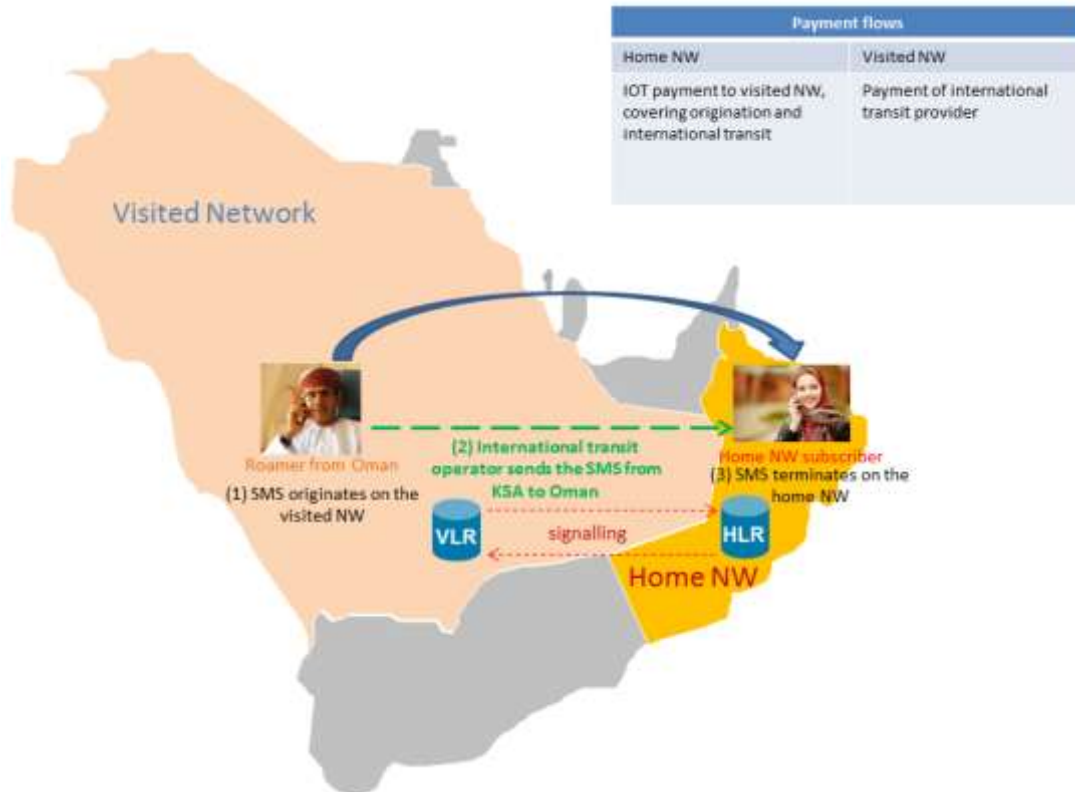 Payment flows
Home NW
Visited NW
IOT payment to visited NW,
covering origination and
international transit
Payment of international
transit provider
Visited Network
Roamer from Oman
(1) SMS originates on the
visited NW
(2) International transit
operator sends the SMS from
KSA to Oman
Home NW subscriber
(3) SMS terminates on the
home NW
VLR
signalling
HLR
Home NW